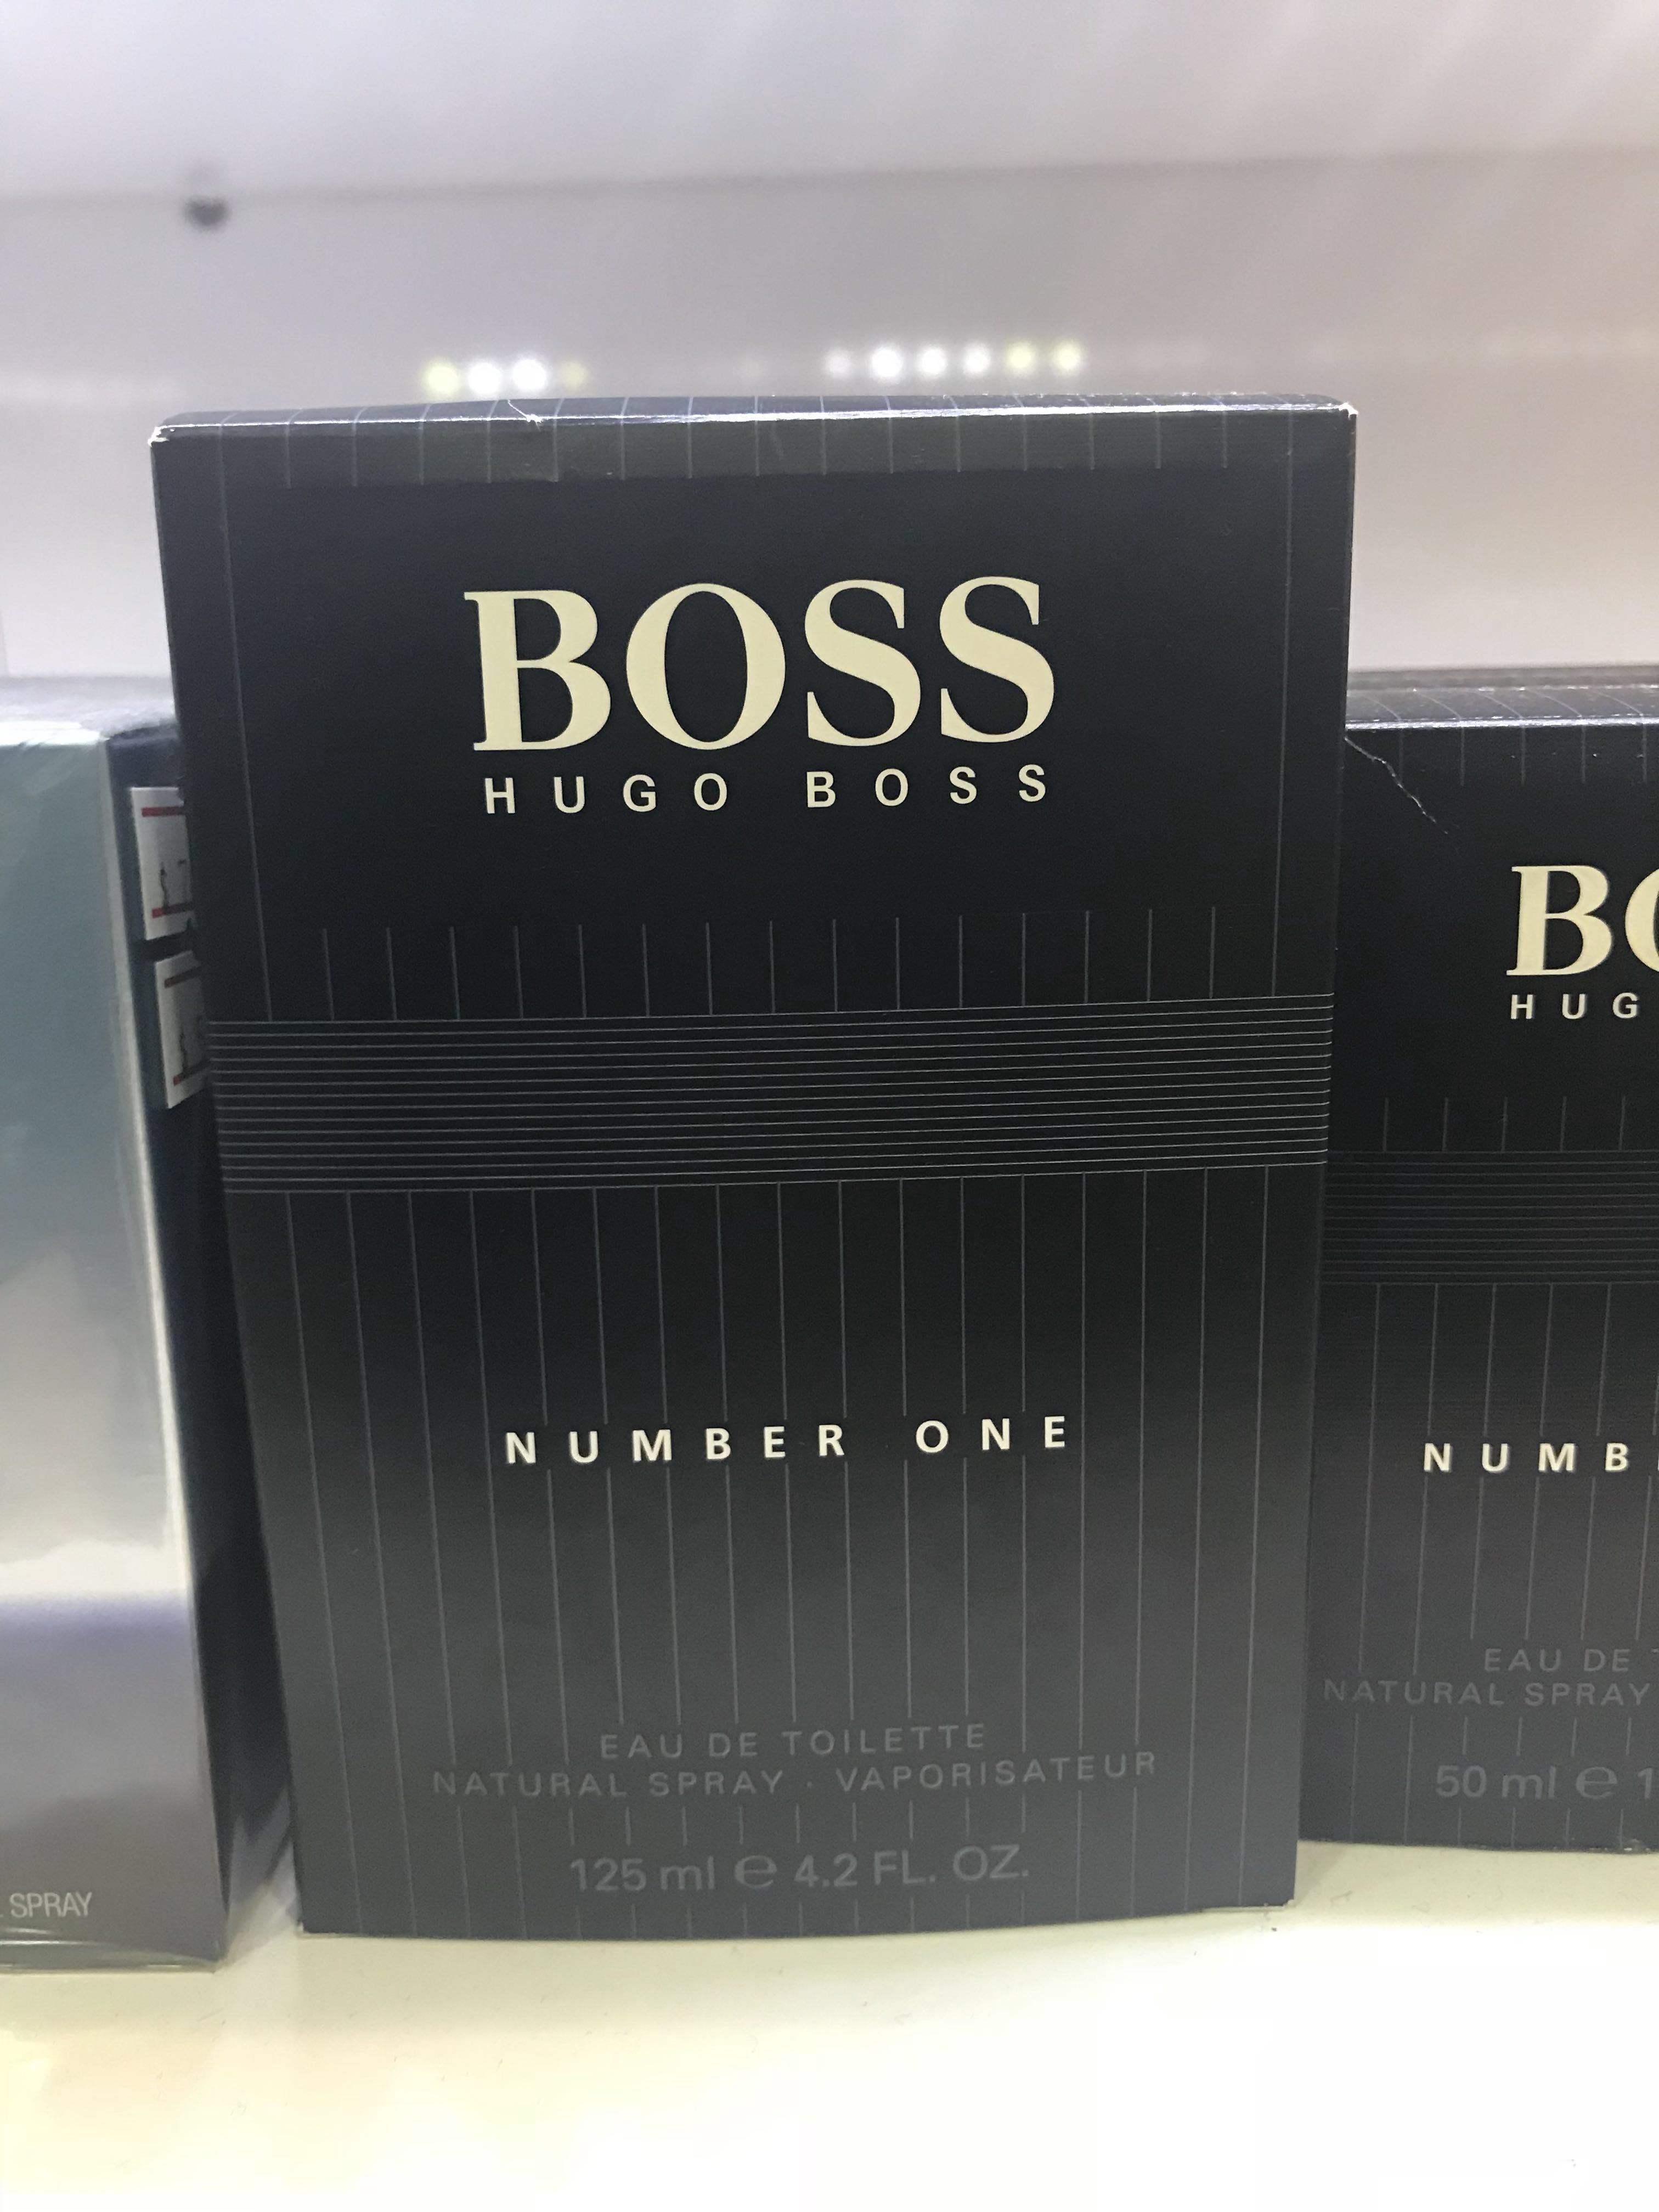 BOSS
HUGO BOSS
NUMBER ONE
EAU DE TOILETTE
NATURAL SPRAY · VAPORISATEUR
125 ml ℮ 4.2 FL. OZ.
SPRAY
BO
HUG
NUMB
EAU DE
NATURAL SPRAY
50 ml ℮ 1